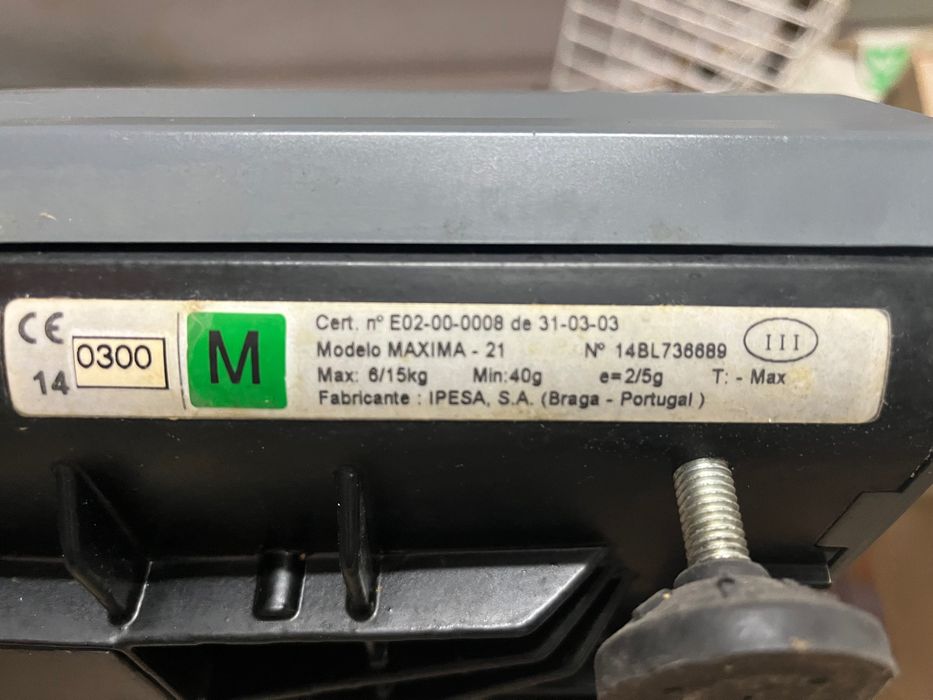 CE
14
0300
M
Cert. nº E02-00-0008 de 31-03-03
Modelo MAXIMA - 21 Nº 14BL736689
III
Max: 6/15kg Min:40g e=2/5g T: - Max
Fabricante : IPESA, S.A. (Braga - Portugal )